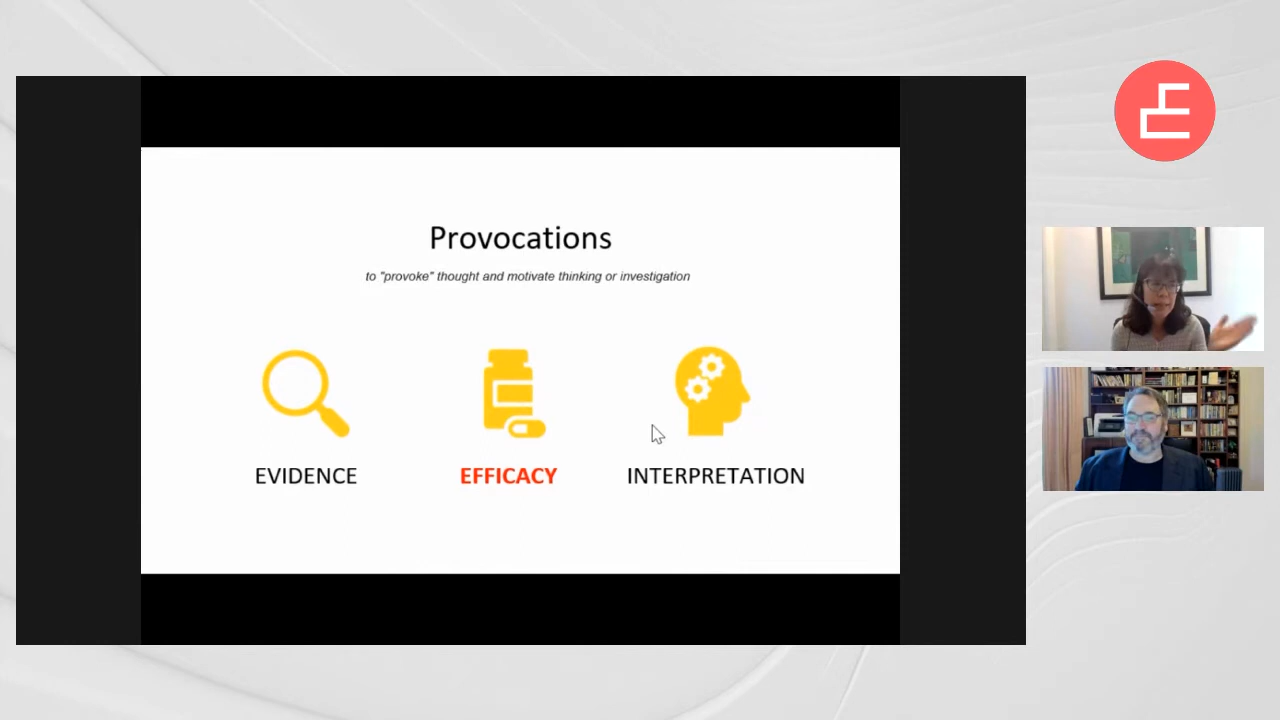 Provocations
to "provoke" thought and motivate thinking or investigation
EVIDENCE
EFFICACY
INTERPRETATION